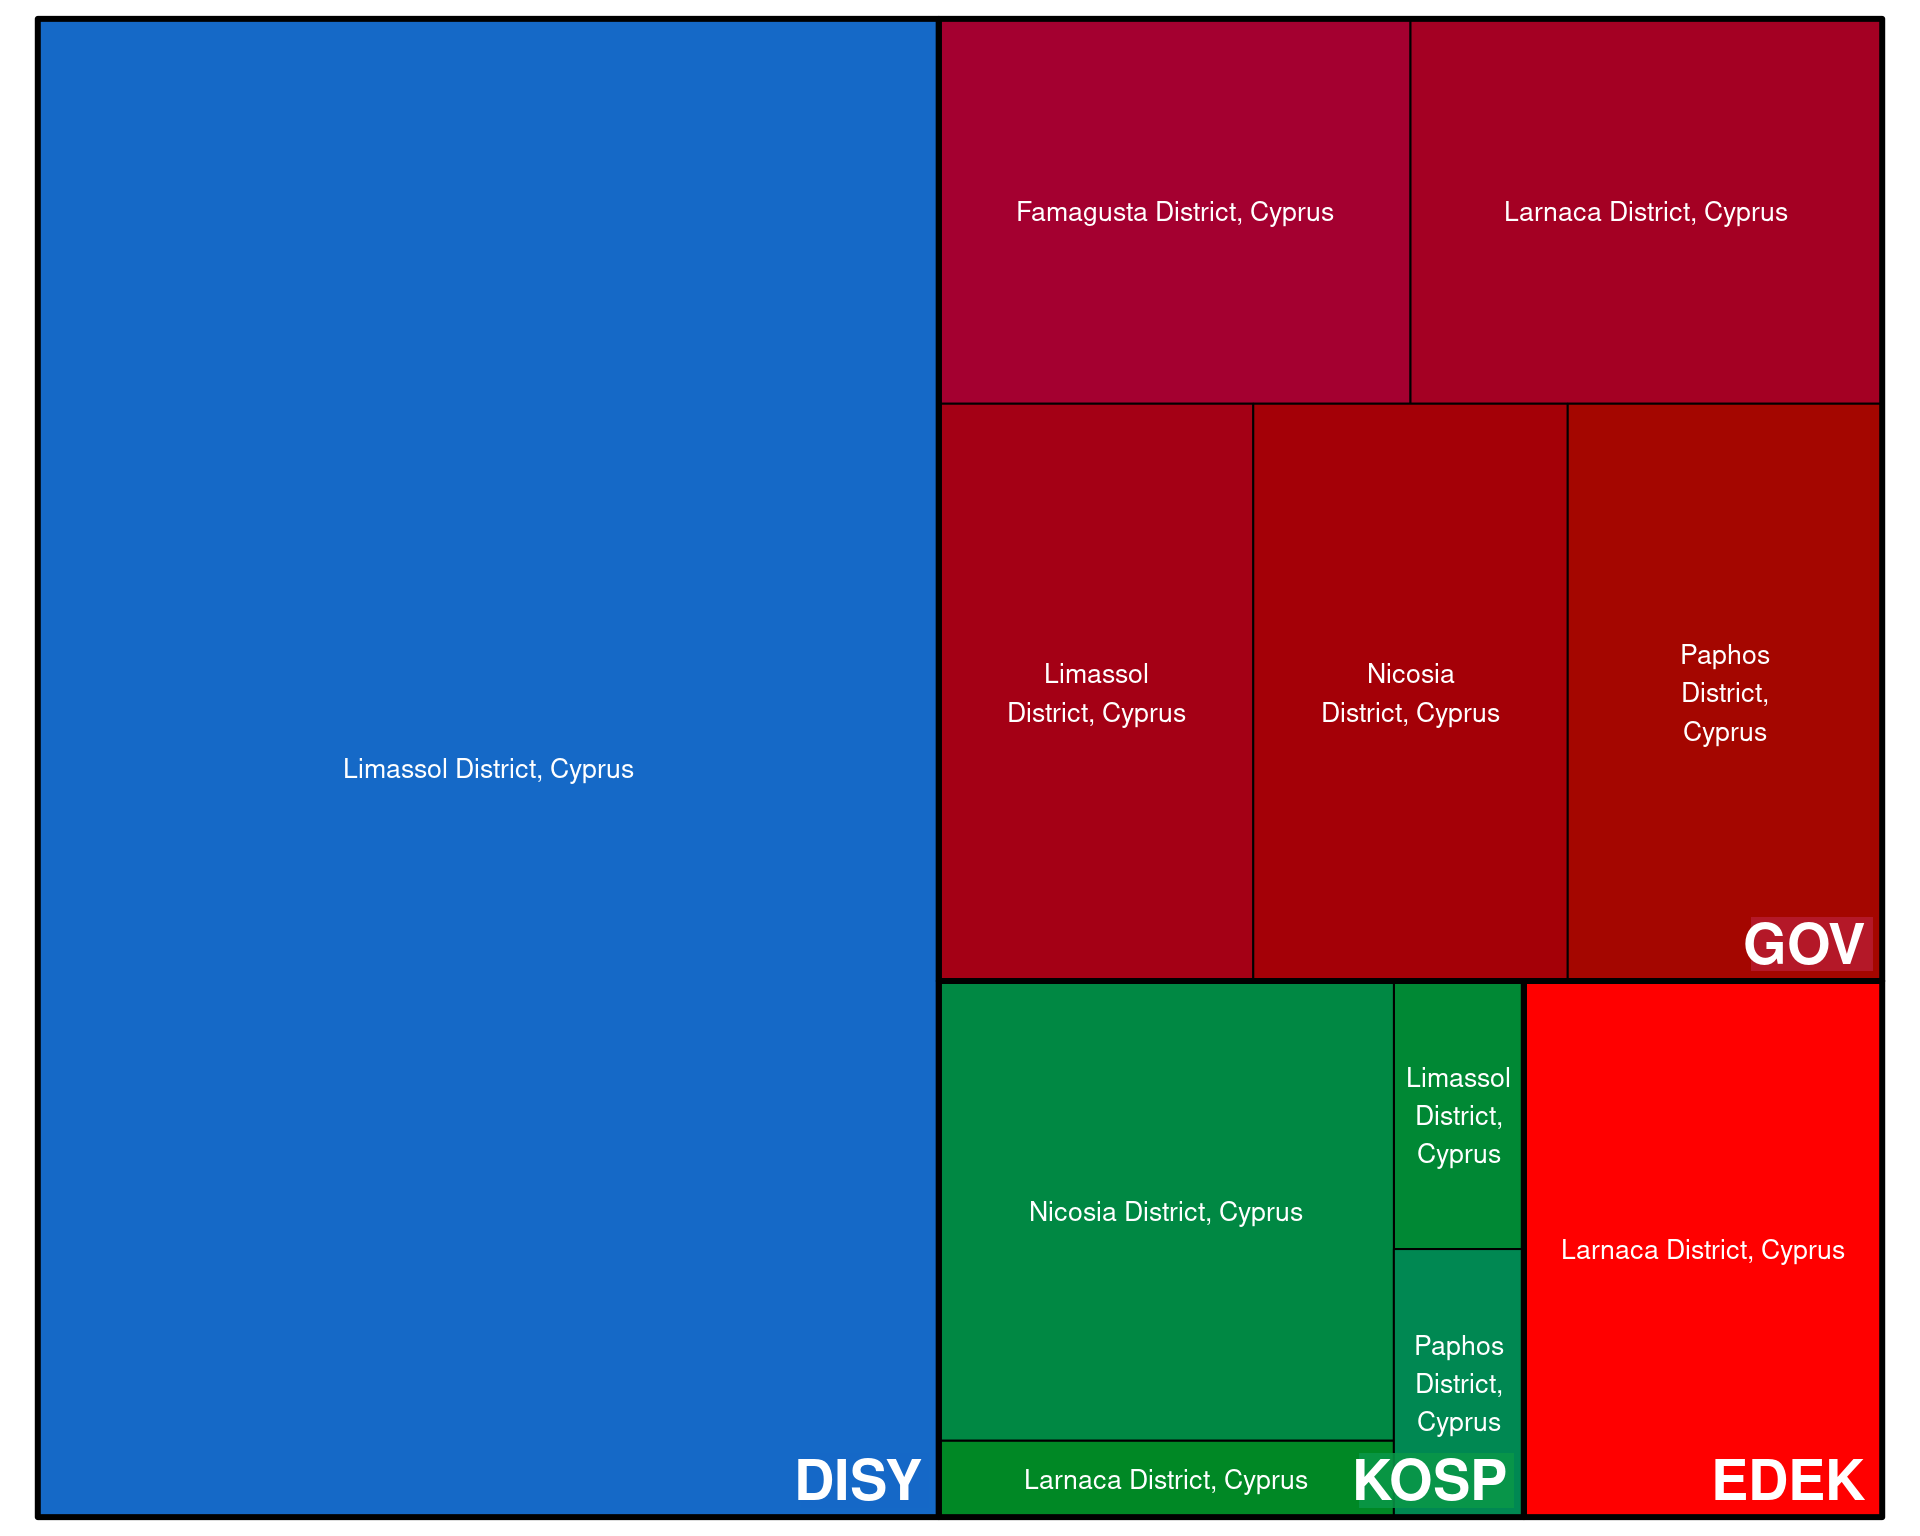 Limassol District, Cyprus
DISY
Famagusta District, Cyprus
Larnaca District, Cyprus
Limassol
District, Cyprus
Nicosia
District, Cyprus
Paphos
District,
Cyprus
GOV
Nicosia District, Cyprus
Limassol
District,
Cyprus
Paphos
District,
Cyprus
Larnaca District, Cyprus
KOSP
Larnaca District, Cyprus
EDEK